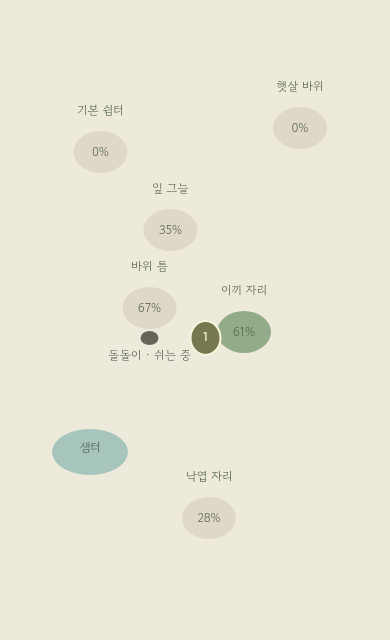 햇살 바위
0%
기본 쉼터
0%
잎 그늘
35%
바위 틈
67%
이끼 자리
61%
1
돌돌이 · 쉬는 중
샘터
낙엽 자리
28%